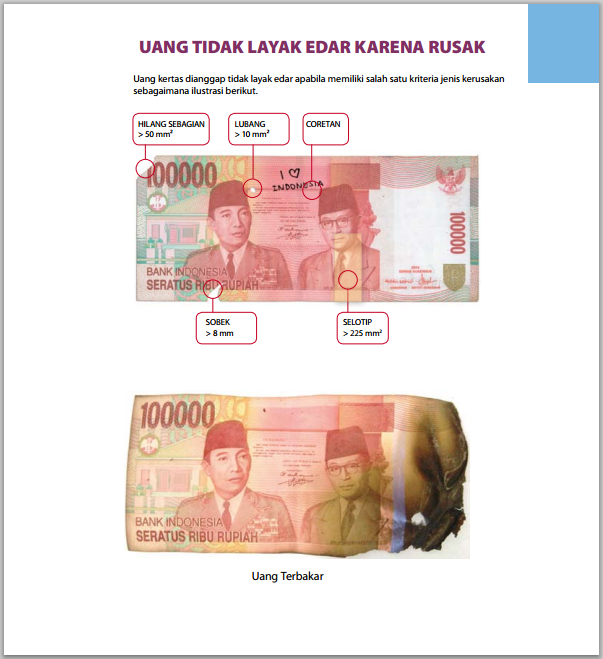 UANG TIDAK LAYAK EDAR KARENA RUSAK
Uang kertas dianggap tidak layak edar apabila memiliki salah satu kriteria jenis kerusakan
sebagaimana ilustrasi berikut.
HILANG SEBAGIAN
> 50 mm²
LUBANG
> 10 mm²
CORETAN
100000
I ♡
INDONESIA
100000
BANK INDONESIA
SERATUS RIBU RUPIAH
SOBEK
> 8 mm
SELOTIP
> 225 mm²
100000
BANK INDONESIA
SERATUS RIBU RUPIAH
Uang Terbakar